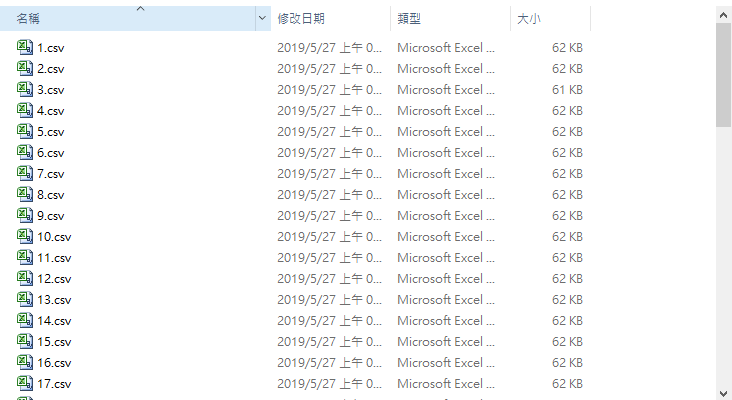 名稱 修改日期 類型 大小
1.csv 2019/5/27 上午 0... Microsoft Excel ... 62 KB
2.csv 2019/5/27 上午 0... Microsoft Excel ... 62 KB
3.csv 2019/5/27 上午 0... Microsoft Excel ... 61 KB
4.csv 2019/5/27 上午 0... Microsoft Excel ... 62 KB
5.csv 2019/5/27 上午 0... Microsoft Excel ... 62 KB
6.csv 2019/5/27 上午 0... Microsoft Excel ... 62 KB
7.csv 2019/5/27 上午 0... Microsoft Excel ... 62 KB
8.csv 2019/5/27 上午 0... Microsoft Excel ... 62 KB
9.csv 2019/5/27 上午 0... Microsoft Excel ... 62 KB
10.csv 2019/5/27 上午 0... Microsoft Excel ... 62 KB
11.csv 2019/5/27 上午 0... Microsoft Excel ... 62 KB
12.csv 2019/5/27 上午 0... Microsoft Excel ... 62 KB
13.csv 2019/5/27 上午 0... Microsoft Excel ... 62 KB
14.csv 2019/5/27 上午 0... Microsoft Excel ... 62 KB
15.csv 2019/5/27 上午 0... Microsoft Excel ... 62 KB
16.csv 2019/5/27 上午 0... Microsoft Excel ... 62 KB
17.csv 2019/5/27 上午 0... Microsoft Excel ... 62 KB